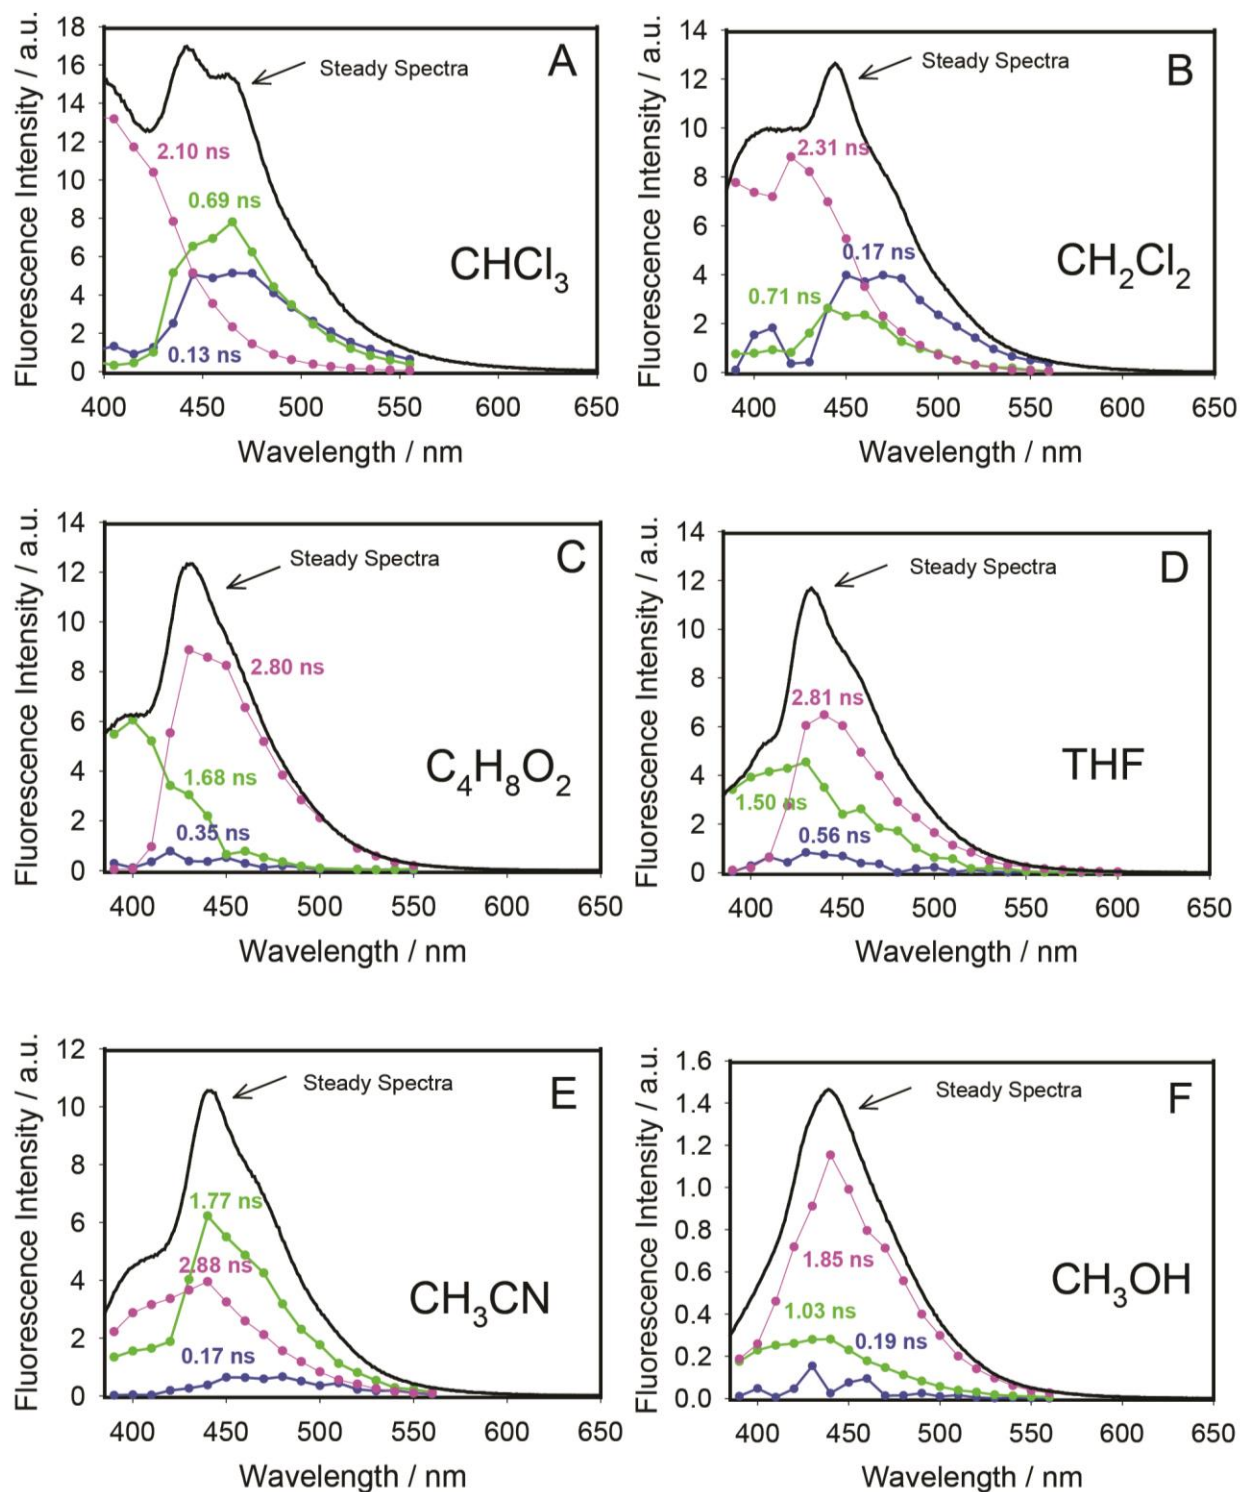 A
Steady Spectra
2.10 ns
0.69 ns
0.13 ns
CHCl3
18
16
14
12
10
8
6
4
2
0
400 450 500 550 600 650
Fluorescence Intensity / a.u.
Wavelength / nm
B
Steady Spectra
2.31 ns
0.17 ns
0.71 ns
CH2Cl2
14
12
10
8
6
4
2
0
400 450 500 550 600 650
Fluorescence Intensity / a.u.
Wavelength / nm
C
Steady Spectra
2.80 ns
1.68 ns
0.35 ns
C4H8O2
14
12
10
8
6
4
2
0
400 450 500 550 600 650
Fluorescence Intensity / a.u.
Wavelength / nm
D
Steady Spectra
2.81 ns
1.50 ns
0.56 ns
THF
14
12
10
8
6
4
2
0
400 450 500 550 600 650
Fluorescence Intensity / a.u.
Wavelength / nm
E
Steady Spectra
1.77 ns
2.88 ns
0.17 ns
CH3CN
12
10
8
6
4
2
0
400 450 500 550 600 650
Fluorescence Intensity / a.u.
Wavelength / nm
F
Steady Spectra
1.85 ns
1.03 ns
0.19 ns
CH3OH
1.6
1.4
1.2
1.0
0.8
0.6
0.4
0.2
0.0
400 450 500 550 600 650
Fluorescence Intensity / a.u.
Wavelength / nm